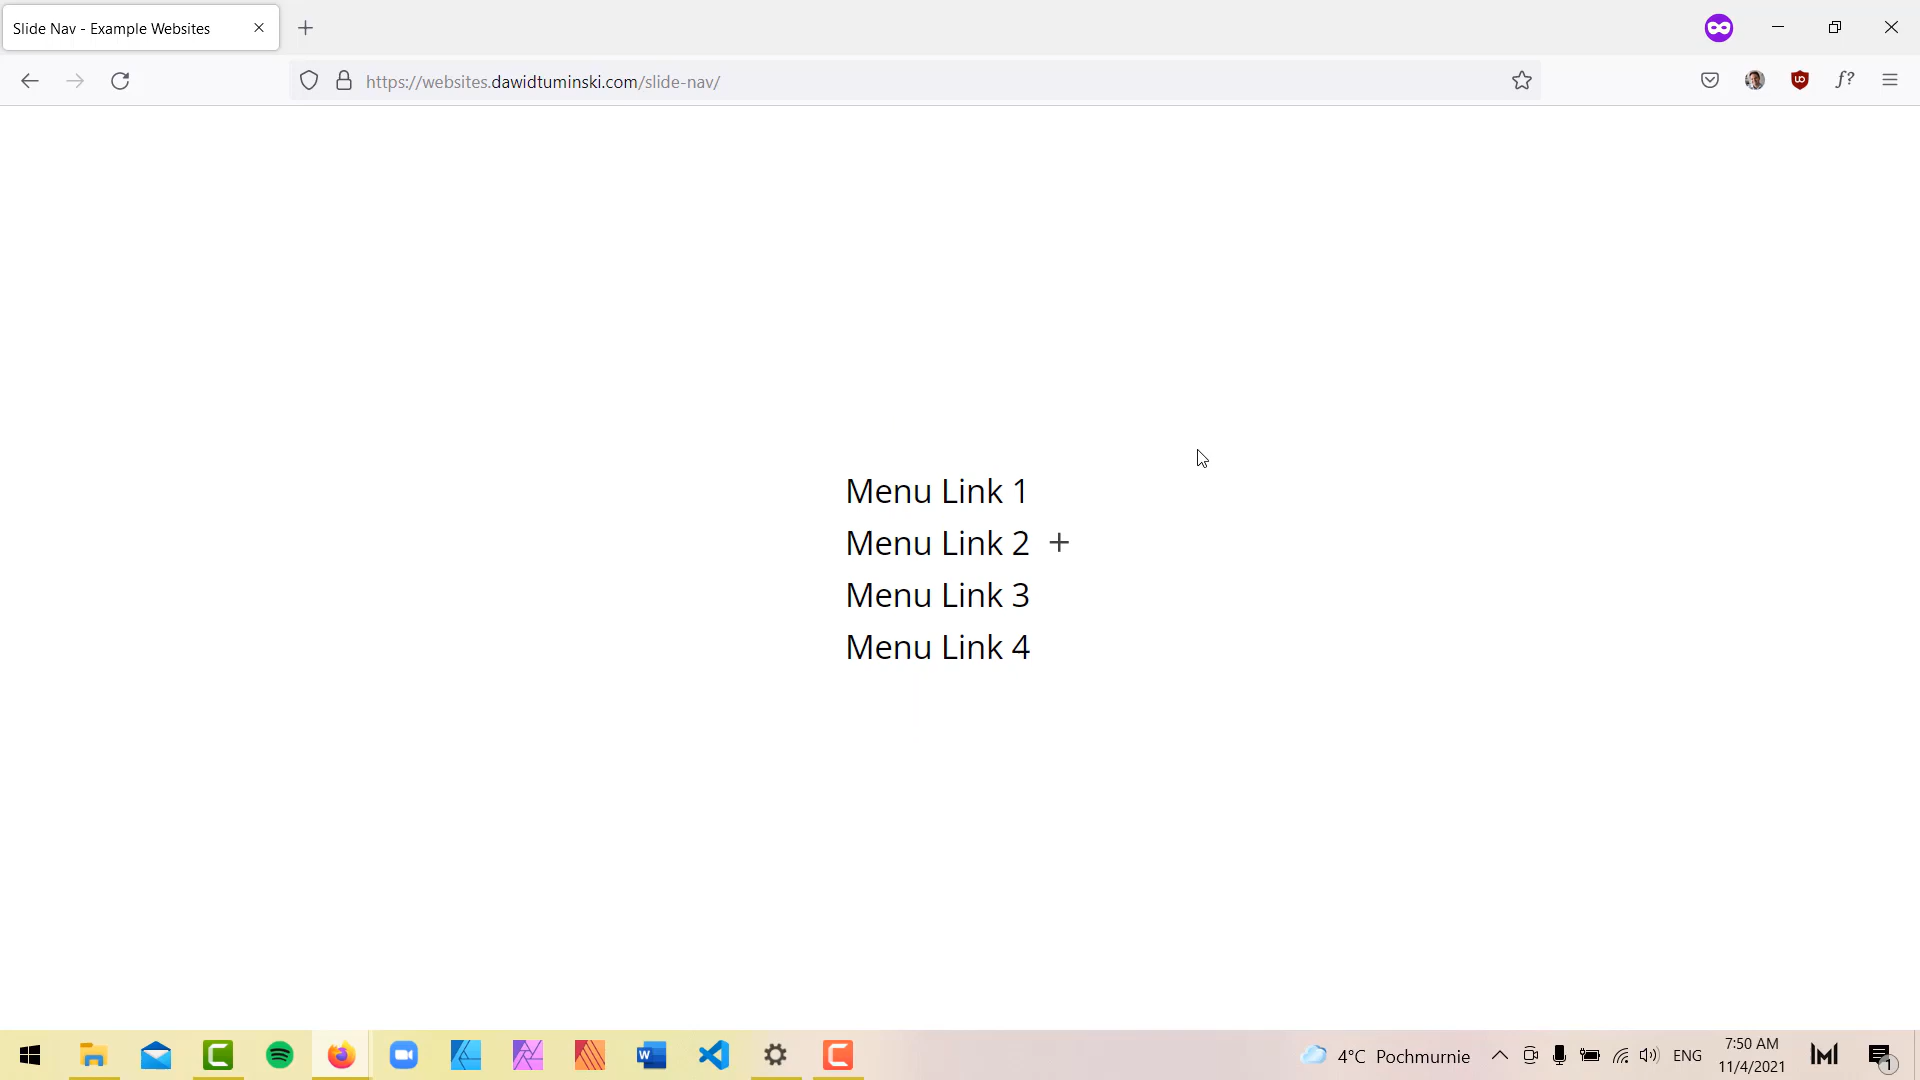 Slide Nav - Example Websites
https://websites.dawidtuminski.com/slide-nav/
f?
Menu Link 1
Menu Link 2 +
Menu Link 3
Menu Link 4
4°C Pochmurnie
ENG
7:50 AM
11/4/2021
1